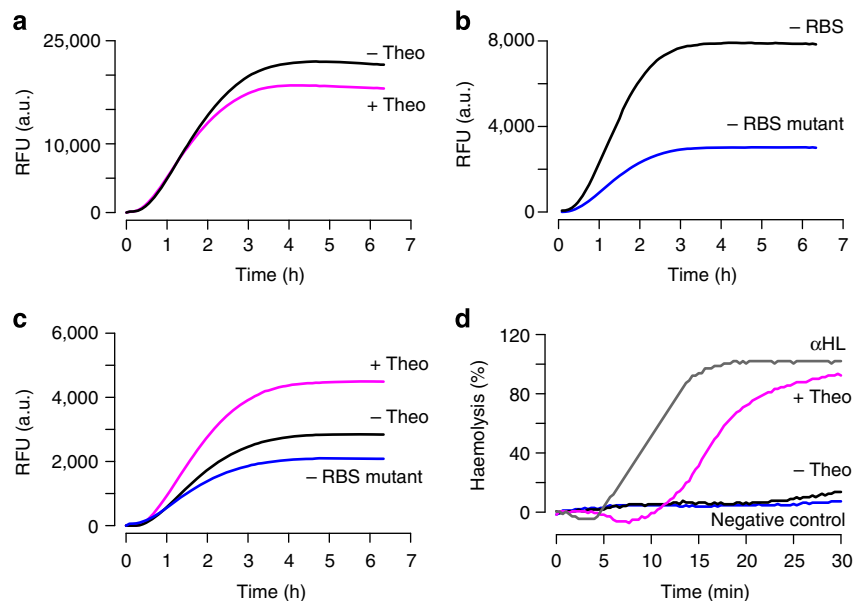 a
25,000
10,000
0
RFU (a.u.)
– Theo
+ Theo
0 1 2 3 4 5 6 7
Time (h)
b
8,000
4,000
0
RFU (a.u.)
– RBS
– RBS mutant
0 1 2 3 4 5 6 7
Time (h)
c
6,000
4,000
2,000
0
RFU (a.u.)
+ Theo
– Theo
– RBS mutant
0 1 2 3 4 5 6 7
Time (h)
d
120
80
40
0
Haemolysis (%)
αHL
+ Theo
– Theo
Negative control
0 5 10 15 20 25 30
Time (min)